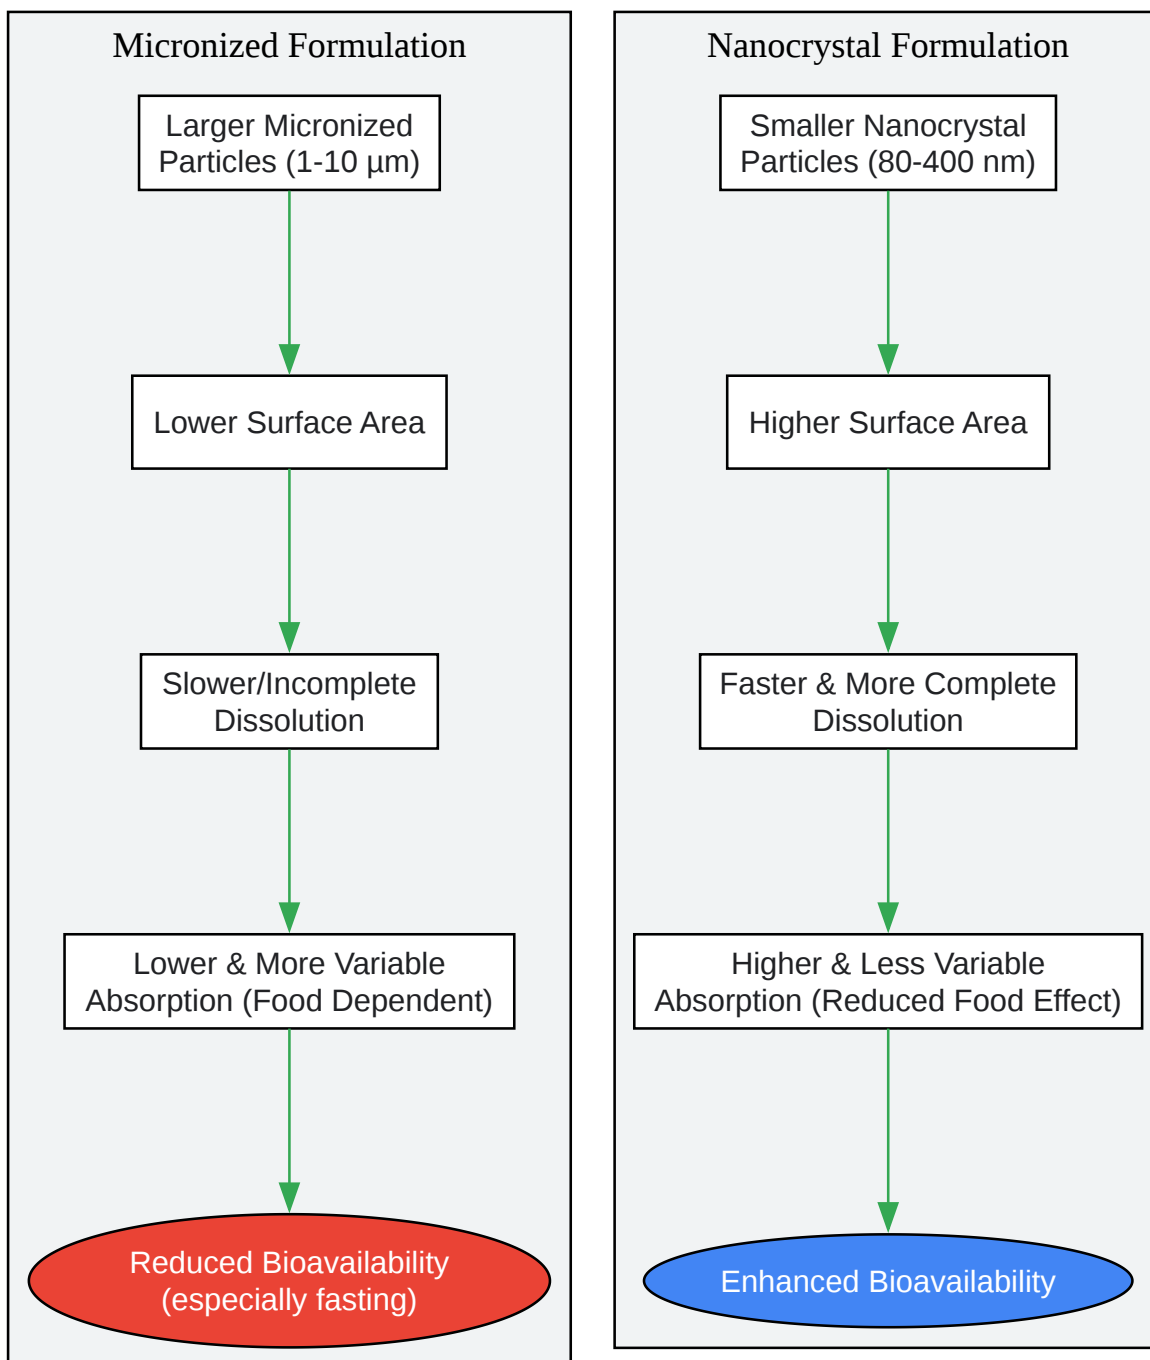 Micronized Formulation
Larger Micronized
Particles (1-10 µm)
Lower Surface Area
Slower/Incomplete
Dissolution
Lower & More Variable
Absorption (Food Dependent)
Reduced Bioavailability
(especially fasting)
Nanocrystal Formulation
Smaller Nanocrystal
Particles (80-400 nm)
Higher Surface Area
Faster & More Complete
Dissolution
Higher & Less Variable
Absorption (Reduced Food Effect)
Enhanced Bioavailability